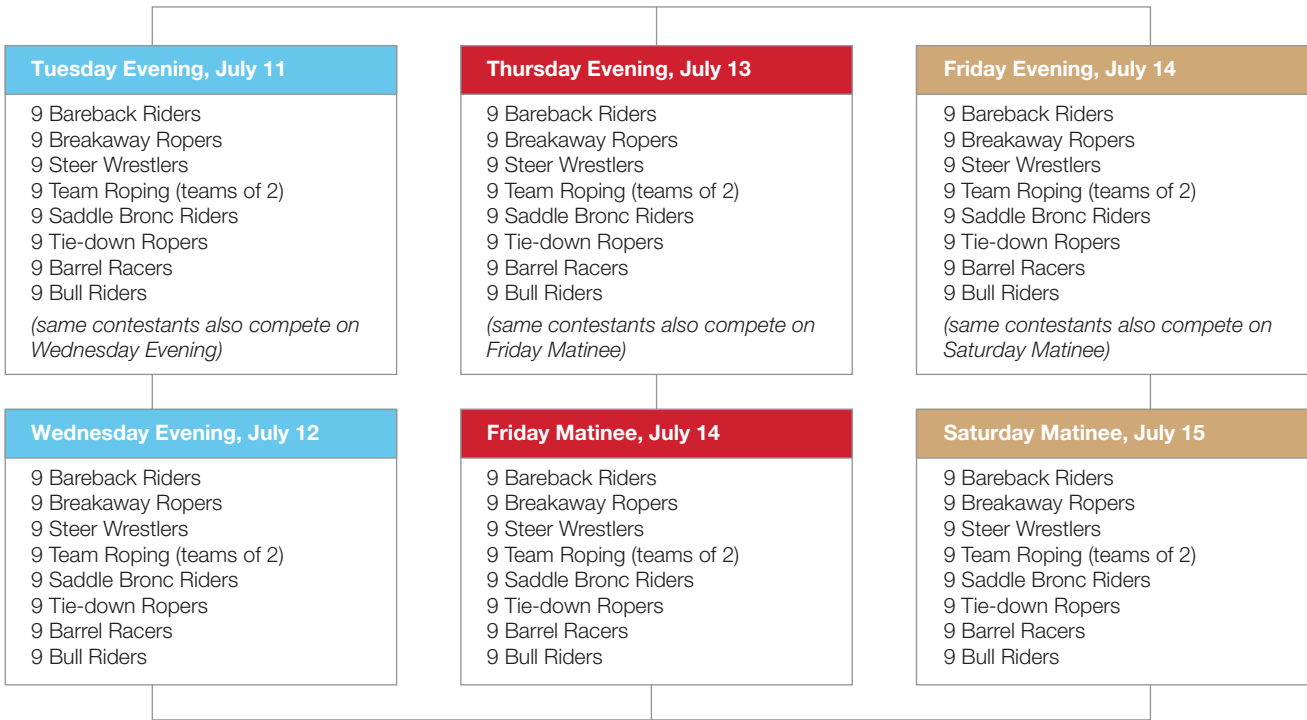 Tuesday Evening, July 11
9 Bareback Riders
9 Breakaway Ropers
9 Steer Wrestlers
9 Team Roping (teams of 2)
9 Saddle Bronc Riders
9 Tie-down Ropers
9 Barrel Racers
9 Bull Riders
(same contestants also compete on
Wednesday Evening)
Thursday Evening, July 13
9 Bareback Riders
9 Breakaway Ropers
9 Steer Wrestlers
9 Team Roping (teams of 2)
9 Saddle Bronc Riders
9 Tie-down Ropers
9 Barrel Racers
9 Bull Riders
(same contestants also compete on
Friday Matinee)
Friday Evening, July 14
9 Bareback Riders
9 Breakaway Ropers
9 Steer Wrestlers
9 Team Roping (teams of 2)
9 Saddle Bronc Riders
9 Tie-down Ropers
9 Barrel Racers
9 Bull Riders
(same contestants also compete on
Saturday Matinee)
Wednesday Evening, July 12
9 Bareback Riders
9 Breakaway Ropers
9 Steer Wrestlers
9 Team Roping (teams of 2)
9 Saddle Bronc Riders
9 Tie-down Ropers
9 Barrel Racers
9 Bull Riders
Friday Matinee, July 14
9 Bareback Riders
9 Breakaway Ropers
9 Steer Wrestlers
9 Team Roping (teams of 2)
9 Saddle Bronc Riders
9 Tie-down Ropers
9 Barrel Racers
9 Bull Riders
Saturday Matinee, July 15
9 Bareback Riders
9 Breakaway Ropers
9 Steer Wrestlers
9 Team Roping (teams of 2)
9 Saddle Bronc Riders
9 Tie-down Ropers
9 Barrel Racers
9 Bull Riders